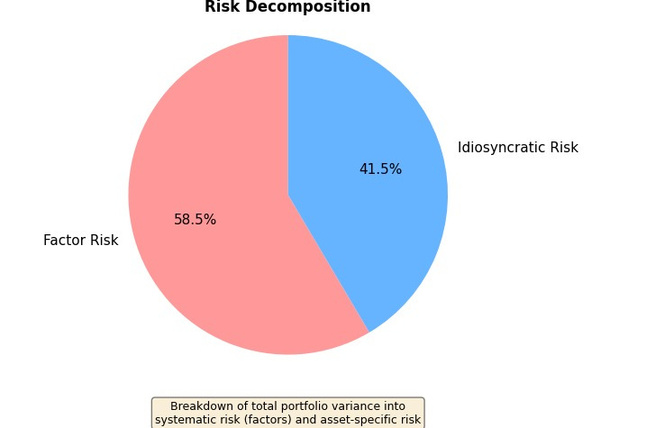 Risk Decomposition
Idiosyncratic Risk
41.5%
58.5%
Factor Risk
Breakdown of total portfolio variance into
systematic risk (factors) and asset-specific risk